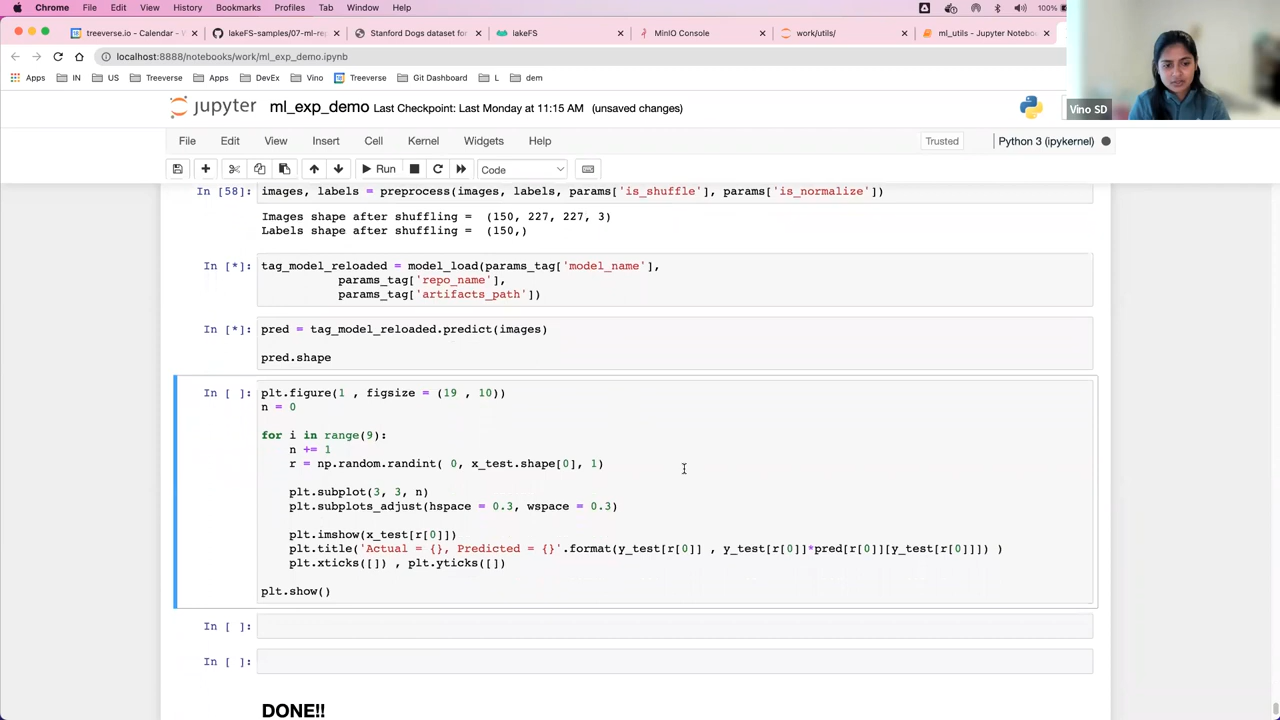 Chrome File Edit View History Bookmarks Profiles Tab Window Help 100%
treeverse.io - Calendar - W lakeFS-samples/07-ml-rep Stanford Dogs dataset for lakeFS MinIO Console work/utils/ ml_utils - Jupyter Notebo
localhost:8888/notebooks/work/ml_exp_demo.ipynb
Apps IN US Treeverse Apps DevEx Vino Treeverse Git Dashboard L dem
Vino SD
jupyter ml_exp_demo Last Checkpoint: Last Monday at 11:15 AM (unsaved changes)
File Edit View Insert Cell Kernel Widgets Help Trusted Python 3 (ipykernel)
Run Code
In [58]: images, labels = preprocess(images, labels, params['is_shuffle'], params['is_normalize'])
Images shape after shuffling = (150, 227, 227, 3)
Labels shape after shuffling = (150,)
In [*]: tag_model_reloaded = model_load(params_tag['model_name'],
params_tag['repo_name'],
params_tag['artifacts_path'])
In [*]: pred = tag_model_reloaded.predict(images)
pred.shape
In [ ]: plt.figure(1 , figsize = (19 , 10))
n = 0
for i in range(9):
n += 1
r = np.random.randint( 0, x_test.shape[0], 1)
plt.subplot(3, 3, n)
plt.subplots_adjust(hspace = 0.3, wspace = 0.3)
plt.imshow(x_test[r[0]])
plt.title('Actual = {}, Predicted = {}'.format(y_test[r[0]] , y_test[r[0]]*pred[r[0]][y_test[r[0]]]) )
plt.xticks([]) , plt.yticks([])
plt.show()
In [ ]:
In [ ]:
DONE!!